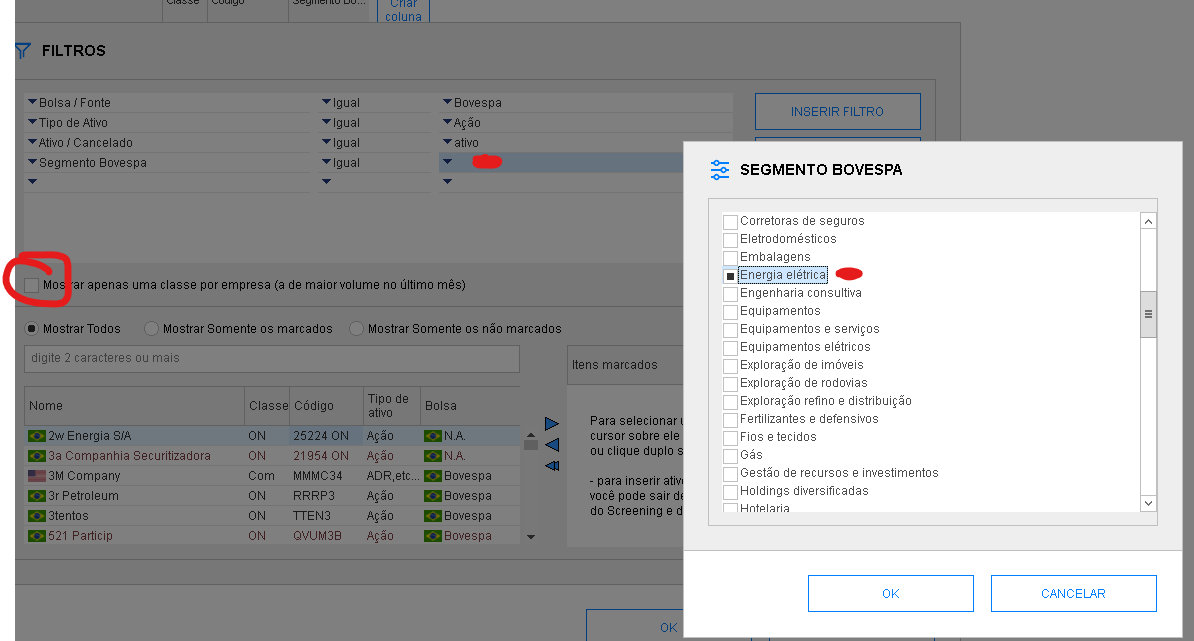 Classe Código Segmento Bo... Criar
coluna
FILTROS
Bolsa / Fonte Igual Bovespa
Tipo de Ativo Igual Ação
Ativo / Cancelado Igual ativo
Segmento Bovespa Igual
INSERIR FILTRO
Mostrar apenas uma classe por empresa (a de maior volume no último mês)
Mostrar Todos Mostrar Somente os marcados Mostrar Somente os não marcados
digite 2 caracteres ou mais
Nome Classe Código Tipo de
ativo Bolsa
2w Energia S/A ON 25224 ON Ação N.A.
3a Companhia Securitizadora ON 21954 ON Ação N.A.
3M Company Com MMMC34 ADR,etc... Bovespa
3r Petroleum ON RRRP3 Ação Bovespa
3tentos ON TTEN3 Ação Bovespa
521 Particip ON QVUM3B Ação Bovespa
Itens marcados
Para selecionar
cursor sobre ele
ou clique duplo s
- para inserir ativ
você pode sair de
do Screening e d
OK
SEGMENTO BOVESPA
Corretoras de seguros
Eletrodomésticos
Embalagens
Energia elétrica
Engenharia consultiva
Equipamentos
Equipamentos e serviços
Equipamentos elétricos
Exploração de imóveis
Exploração de rodovias
Exploração refino e distribuição
Fertilizantes e defensivos
Fios e tecidos
Gás
Gestão de recursos e investimentos
Holdings diversificadas
Hotelaria
OK CANCELAR